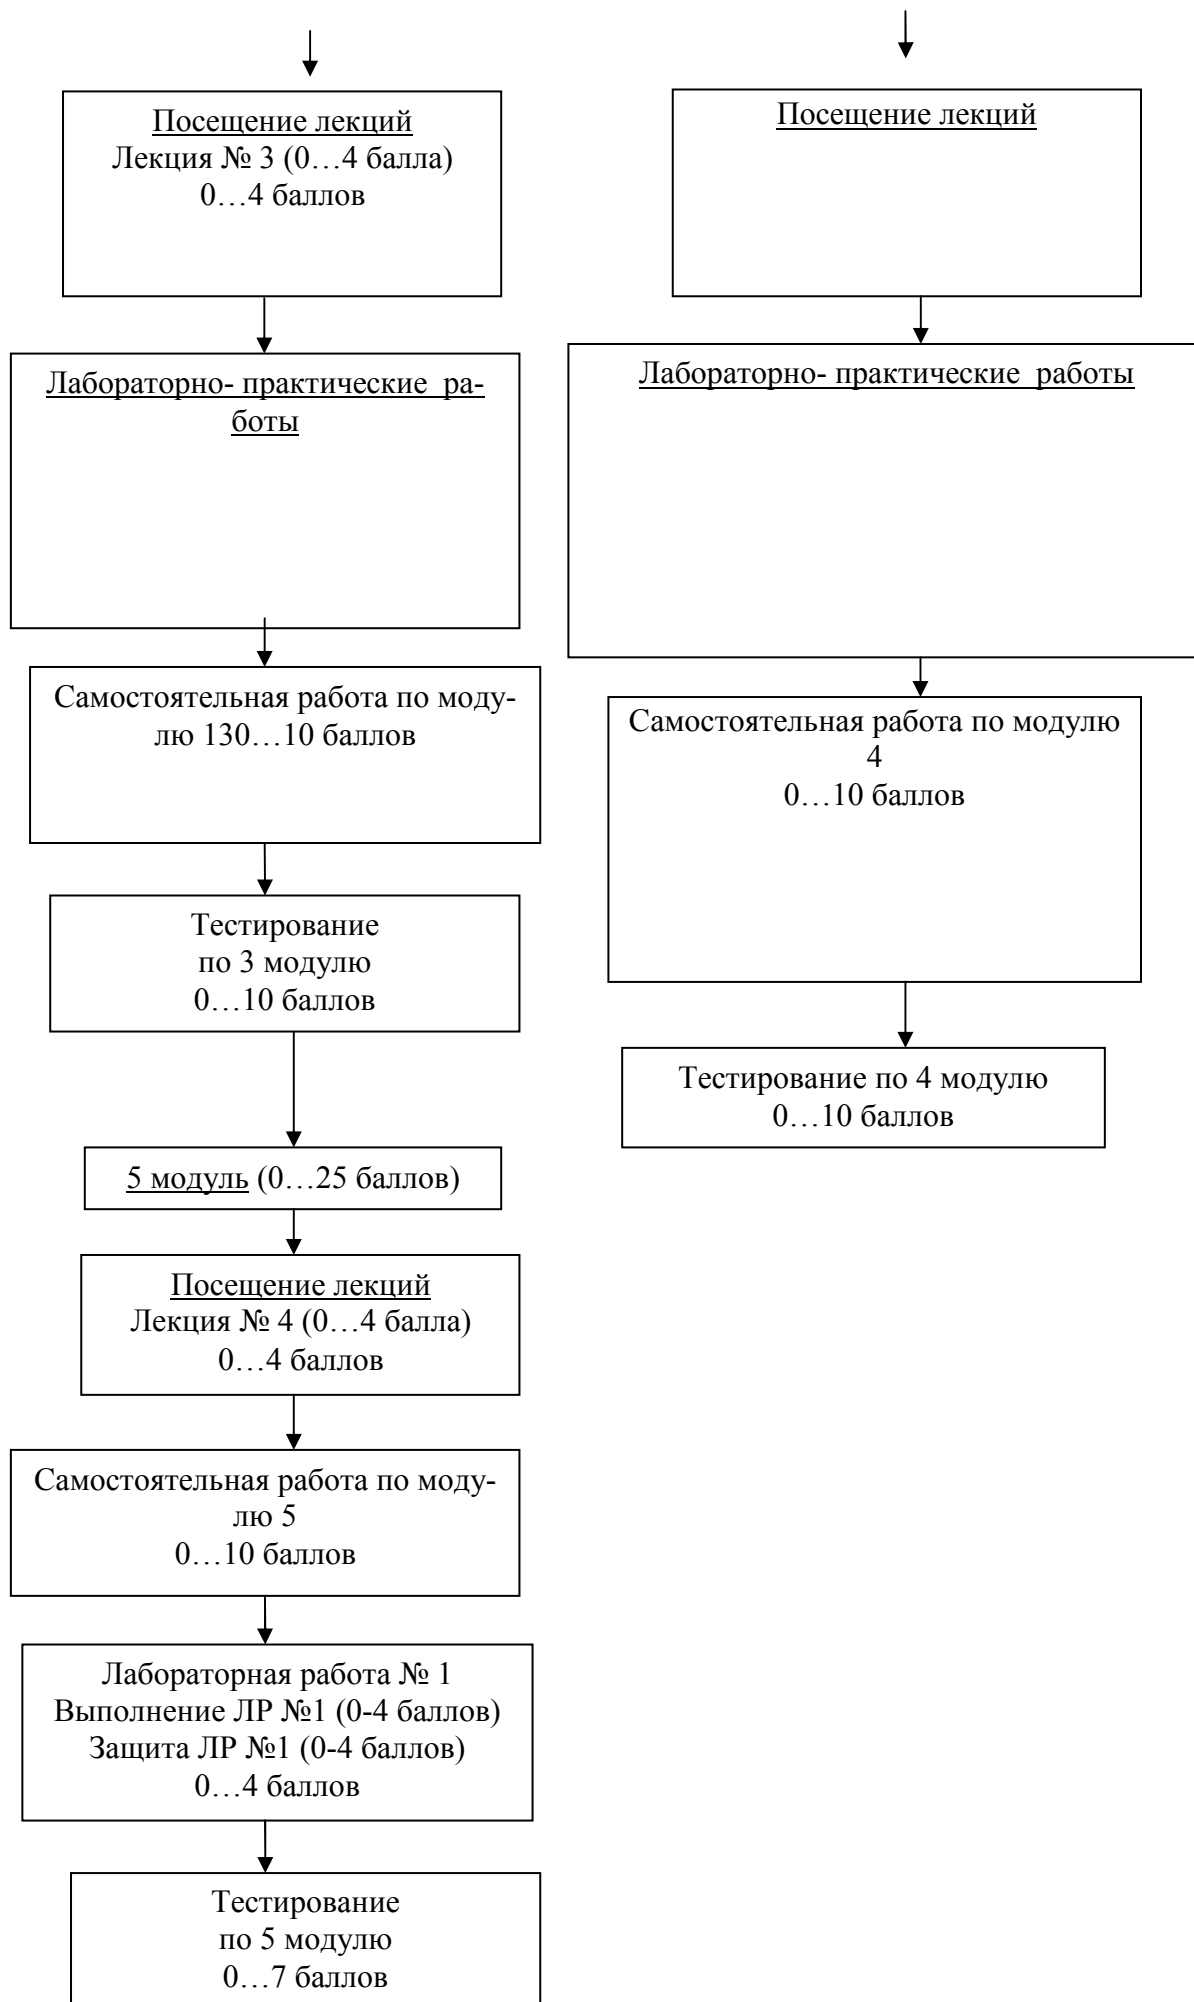 Посещение лекций
Лекция № 3 (0…4 балла)
0…4 баллов
Лабораторно- практические ра-
боты
Самостоятельная работа по моду-
лю 130…10 баллов
Тестирование
по 3 модулю
0…10 баллов
5 модуль (0…25 баллов)
Посещение лекций
Лекция № 4 (0…4 балла)
0…4 баллов
Самостоятельная работа по моду-
лю 5
0…10 баллов
Лабораторная работа № 1
Выполнение ЛР №1 (0-4 баллов)
Защита ЛР №1 (0-4 баллов)
0…4 баллов
Тестирование
по 5 модулю
0…7 баллов
Посещение лекций
Лабораторно- практические работы
Самостоятельная работа по модулю
4
0…10 баллов
Тестирование по 4 модулю
0…10 баллов